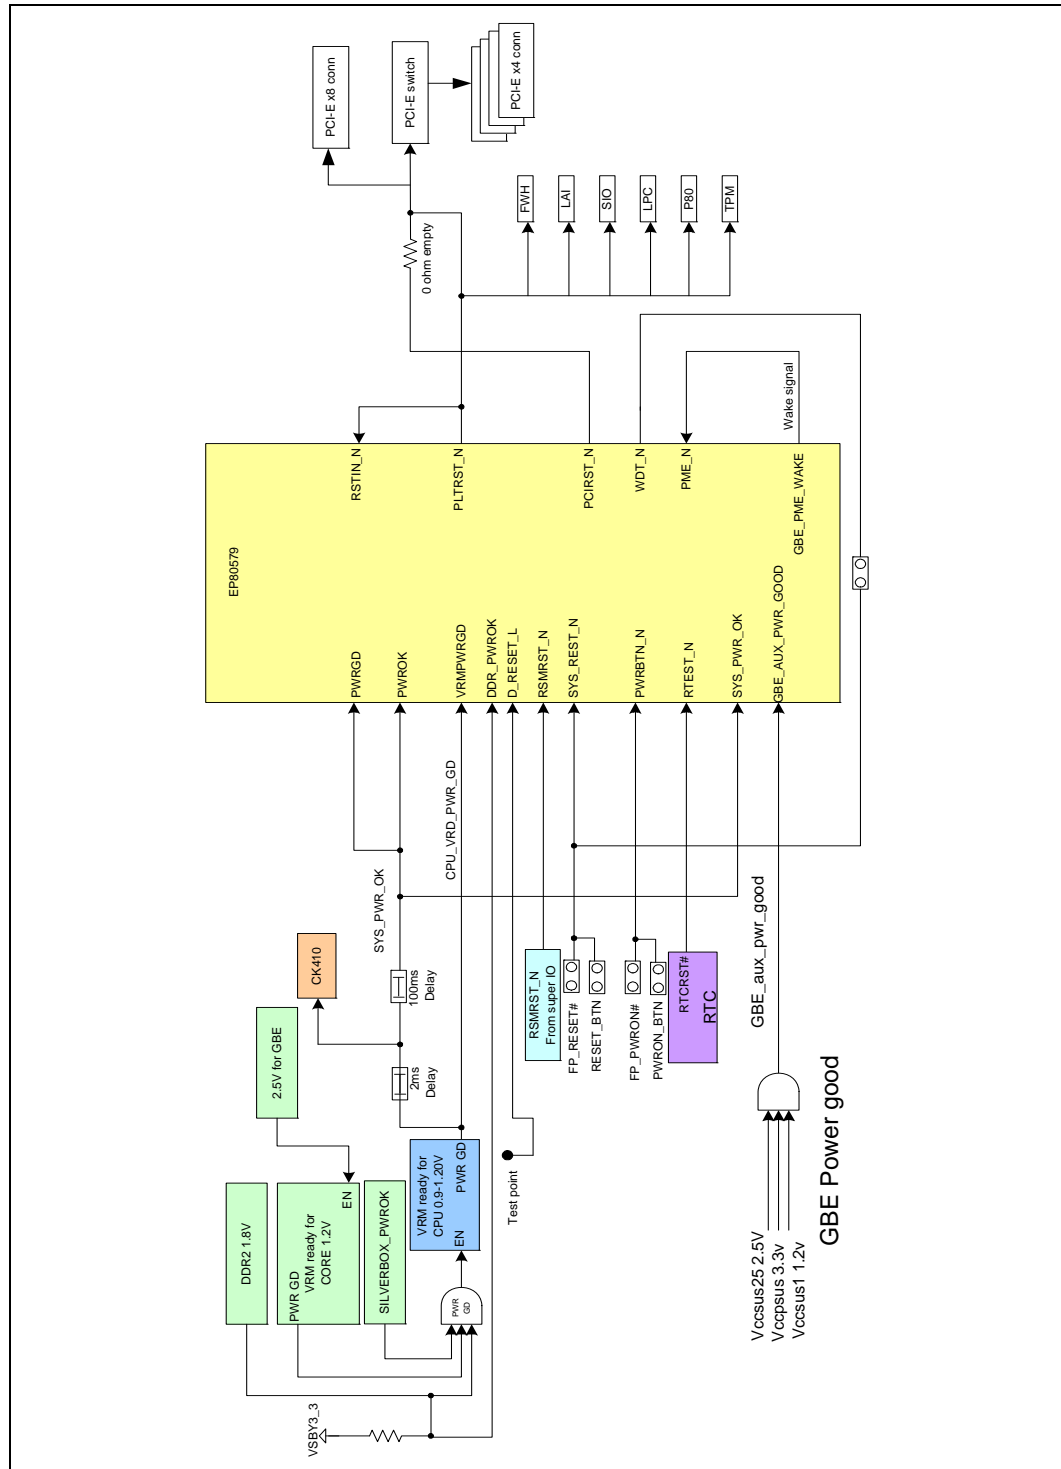 PCI-E x8 conn
PCI-E switch
PCI-E x4 conn
0 ohm empty
FWH
LAI
SIO
LPC
P80
TPM
Wake signal
EP80579
RSTIN_N
PLTRST_N
PCIRST_N
WDT_N
PME_N
GBE_PME_WAKE
PWRGD
PWROK
VRMPWRGD
DDR_PWROK
D_RESET_L
RSMRST_N
SYS_REST_N
PWRBTN_N
RTEST_N
SYS_PWR_OK
GBE_AUX_PWR_GOOD
SYS_PWR_OK
CPU_VRD_PWR_GD
CK410
100ms
Delay
2ms
Delay
2.5V for GBE
DDR2 1.8V
PWR GD
VRM ready for
CORE 1.2V
EN
SILVERBOX_PWROK
VRM ready for
CPU 0.9-1.20V
EN
PWR GD
PWR
GD
VSBY3_3
Test point
RSMRST_N
From super IO
FP_RESET#
RESET_BTN
FP_PWRON#
PWRON_BTN
RTCRST#
RTC
GBE_aux_pwr_good
Vccsus25 2.5V
Vccpsus 3.3v
Vccsus1 1.2v
GBE Power good